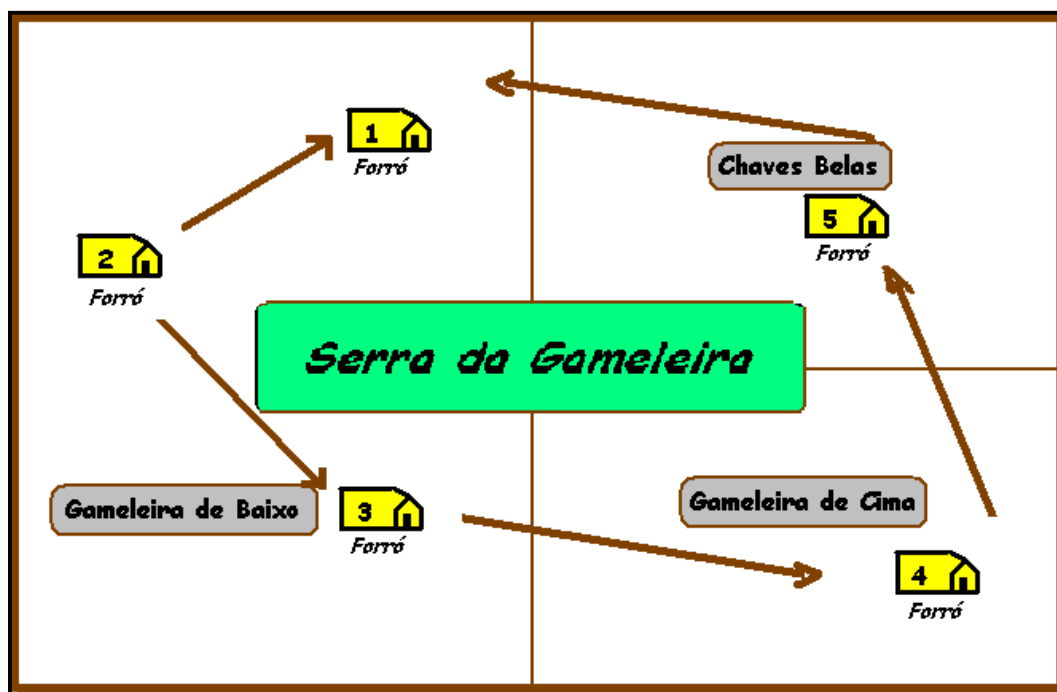 1
Forró
Chaves Belas
5
Forró
2
Forró
Serra da Gameleira
Gameleira de Baixo
3
Forró
Gameleira de Cima
4
Forró